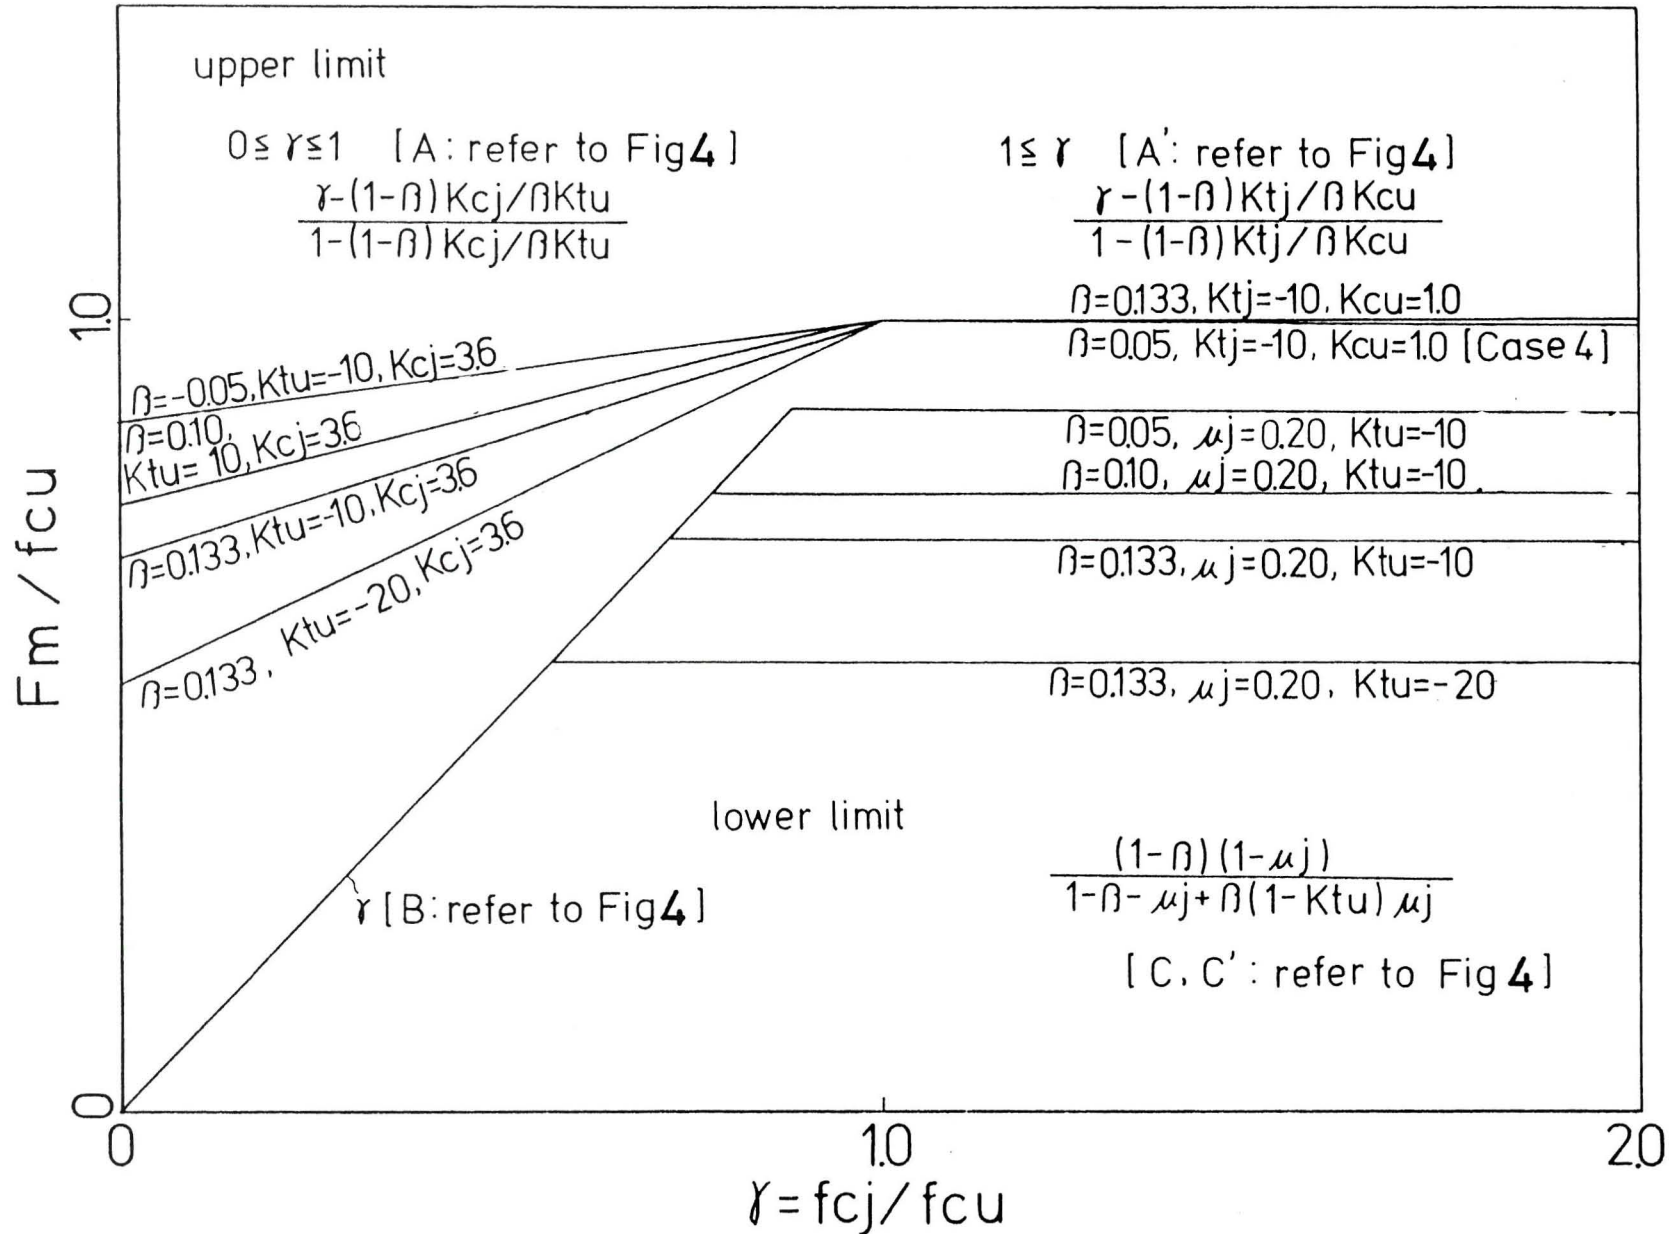 upper limit
0≦γ≦1 [A: refer to Fig4]
γ-(1-β)Kcj/βKtu
1-(1-β)Kcj/βKtu
1≦γ [A': refer to Fig4]
γ-(1-β)Ktj/βKcu
1-(1-β)Ktj/βKcu
β=0.133, Ktj=-10, Kcu=1.0
β=0.05, Ktj=-10, Kcu=1.0 [Case 4]
β=-0.05, Ktu=-10, Kcj=3.6
β=0.10,
Ktu= 10, Kcj=3.6
β=0.133, Ktu=-10, Kcj=3.6
β=0.133, Ktu=-20, Kcj=3.6
β=0.05, μj=0.20, Ktu=-10
β=0.10, μj=0.20, Ktu=-10
β=0.133, μj=0.20, Ktu=-10
β=0.133, μj=0.20, Ktu=-20
lower limit
(1-β)(1-μj)
1-β-μj+β(1-Ktu)μj
[C, C': refer to Fig 4]
γ [B: refer to Fig4]
Fm/fcu
1.0
0
0
1.0
2.0
γ=fcj/fcu